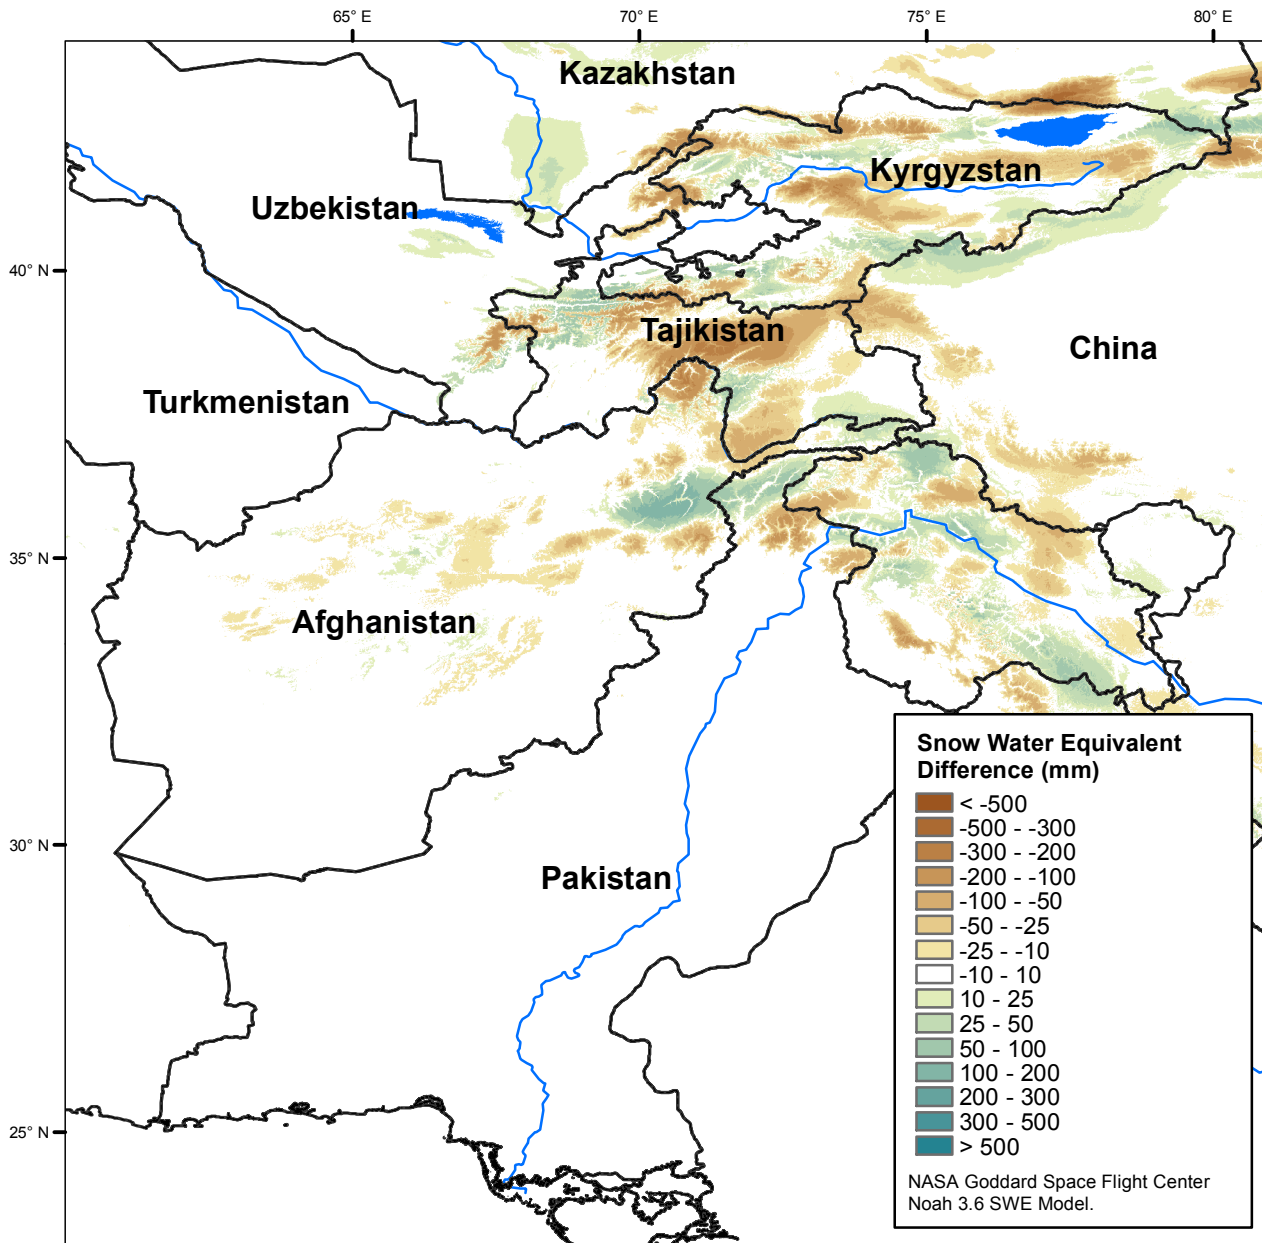 65° E
70° E
75° E
80° E
Kazakhstan
Kyrgyzstan
Uzbekistan
40° N
Tajikistan
China
Turkmenistan
35° N
Afghanistan
Snow Water Equivalent
Difference (mm)
< -500
-500 - -300
-300 - -200
-200 - -100
-100 - -50
-50 - -25
-25 - -10
-10 - 10
10 - 25
25 - 50
50 - 100
100 - 200
200 - 300
300 - 500
> 500
NASA Goddard Space Flight Center
Noah 3.6 SWE Model.
30° N
Pakistan
25° N